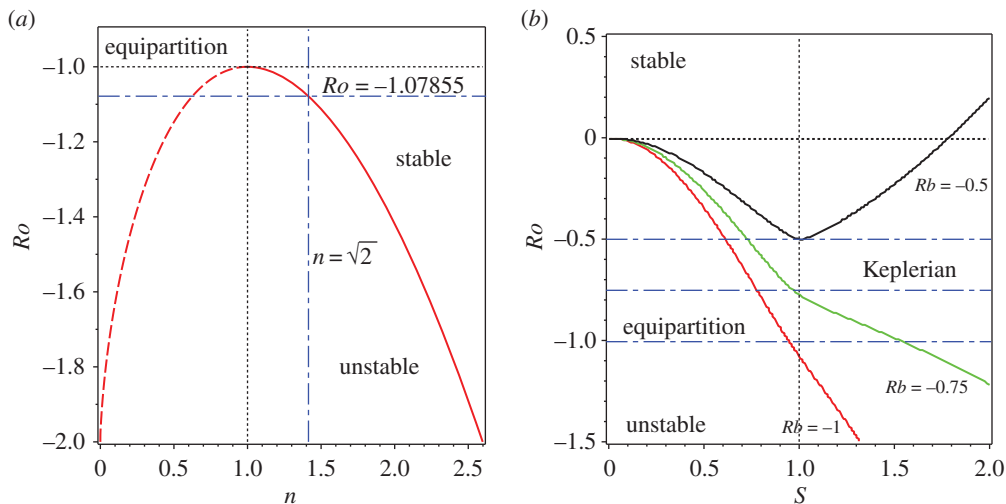 (a)
equipartition
Ro = –1.07855
stable
n = √2
unstable
–1.0
–1.2
–1.4
–1.6
–1.8
–2.0
Ro
0 0.5 1.0 1.5 2.0 2.5
n
(b)
stable
Rb = –0.5
Keplerian
equipartition
Rb = –0.75
unstable
Rb = –1
0.5
0
–0.5
–1.0
–1.5
Ro
0 0.5 1.0 1.5 2.0
S